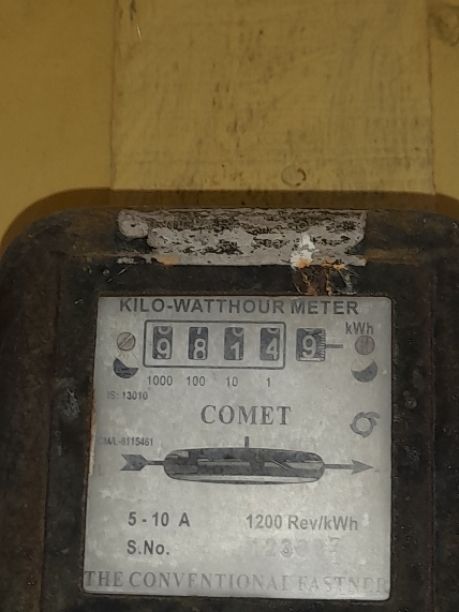 KILO-WATTHOUR METER
kWh
9 8 1 4 9
1000 100 10 1
IS: 13010
COMET
5 - 10 A 1200 Rev/kWh
S.No.
THE CONVENTIONAL FASTNER